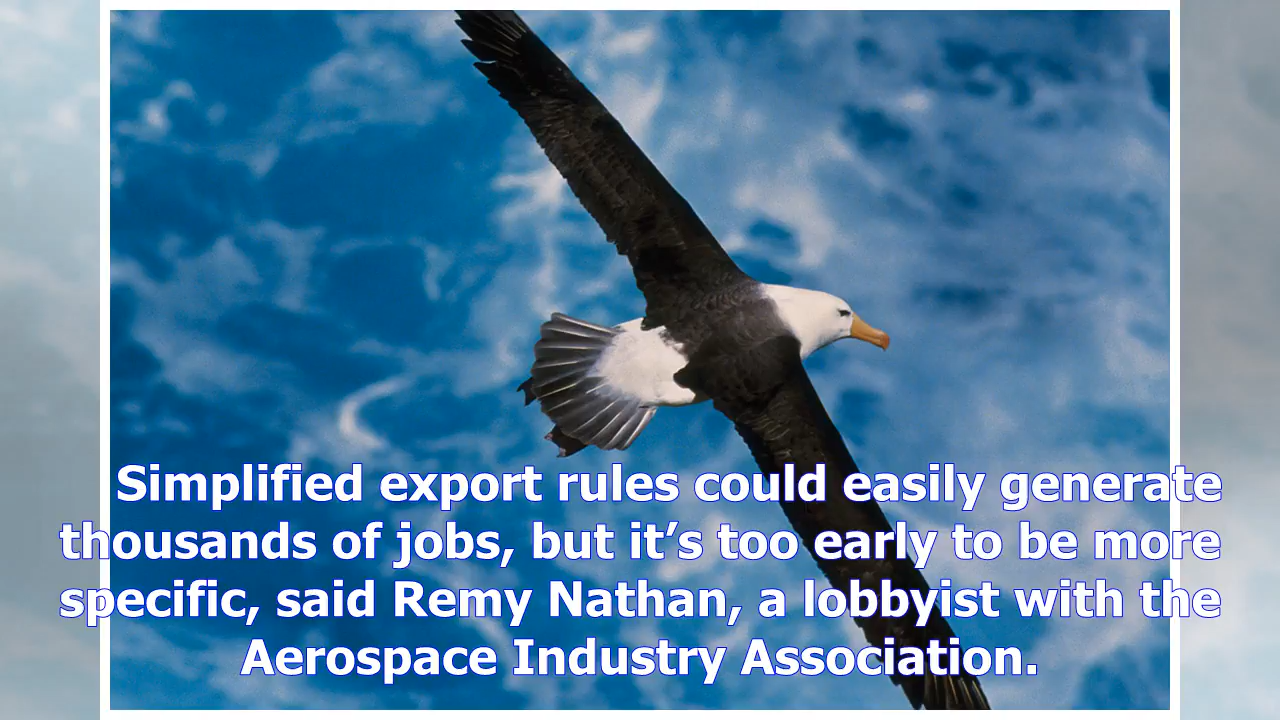 Simplified export rules could easily generate
thousands of jobs, but it’s too early to be more
specific, said Remy Nathan, a lobbyist with the
Aerospace Industry Association.